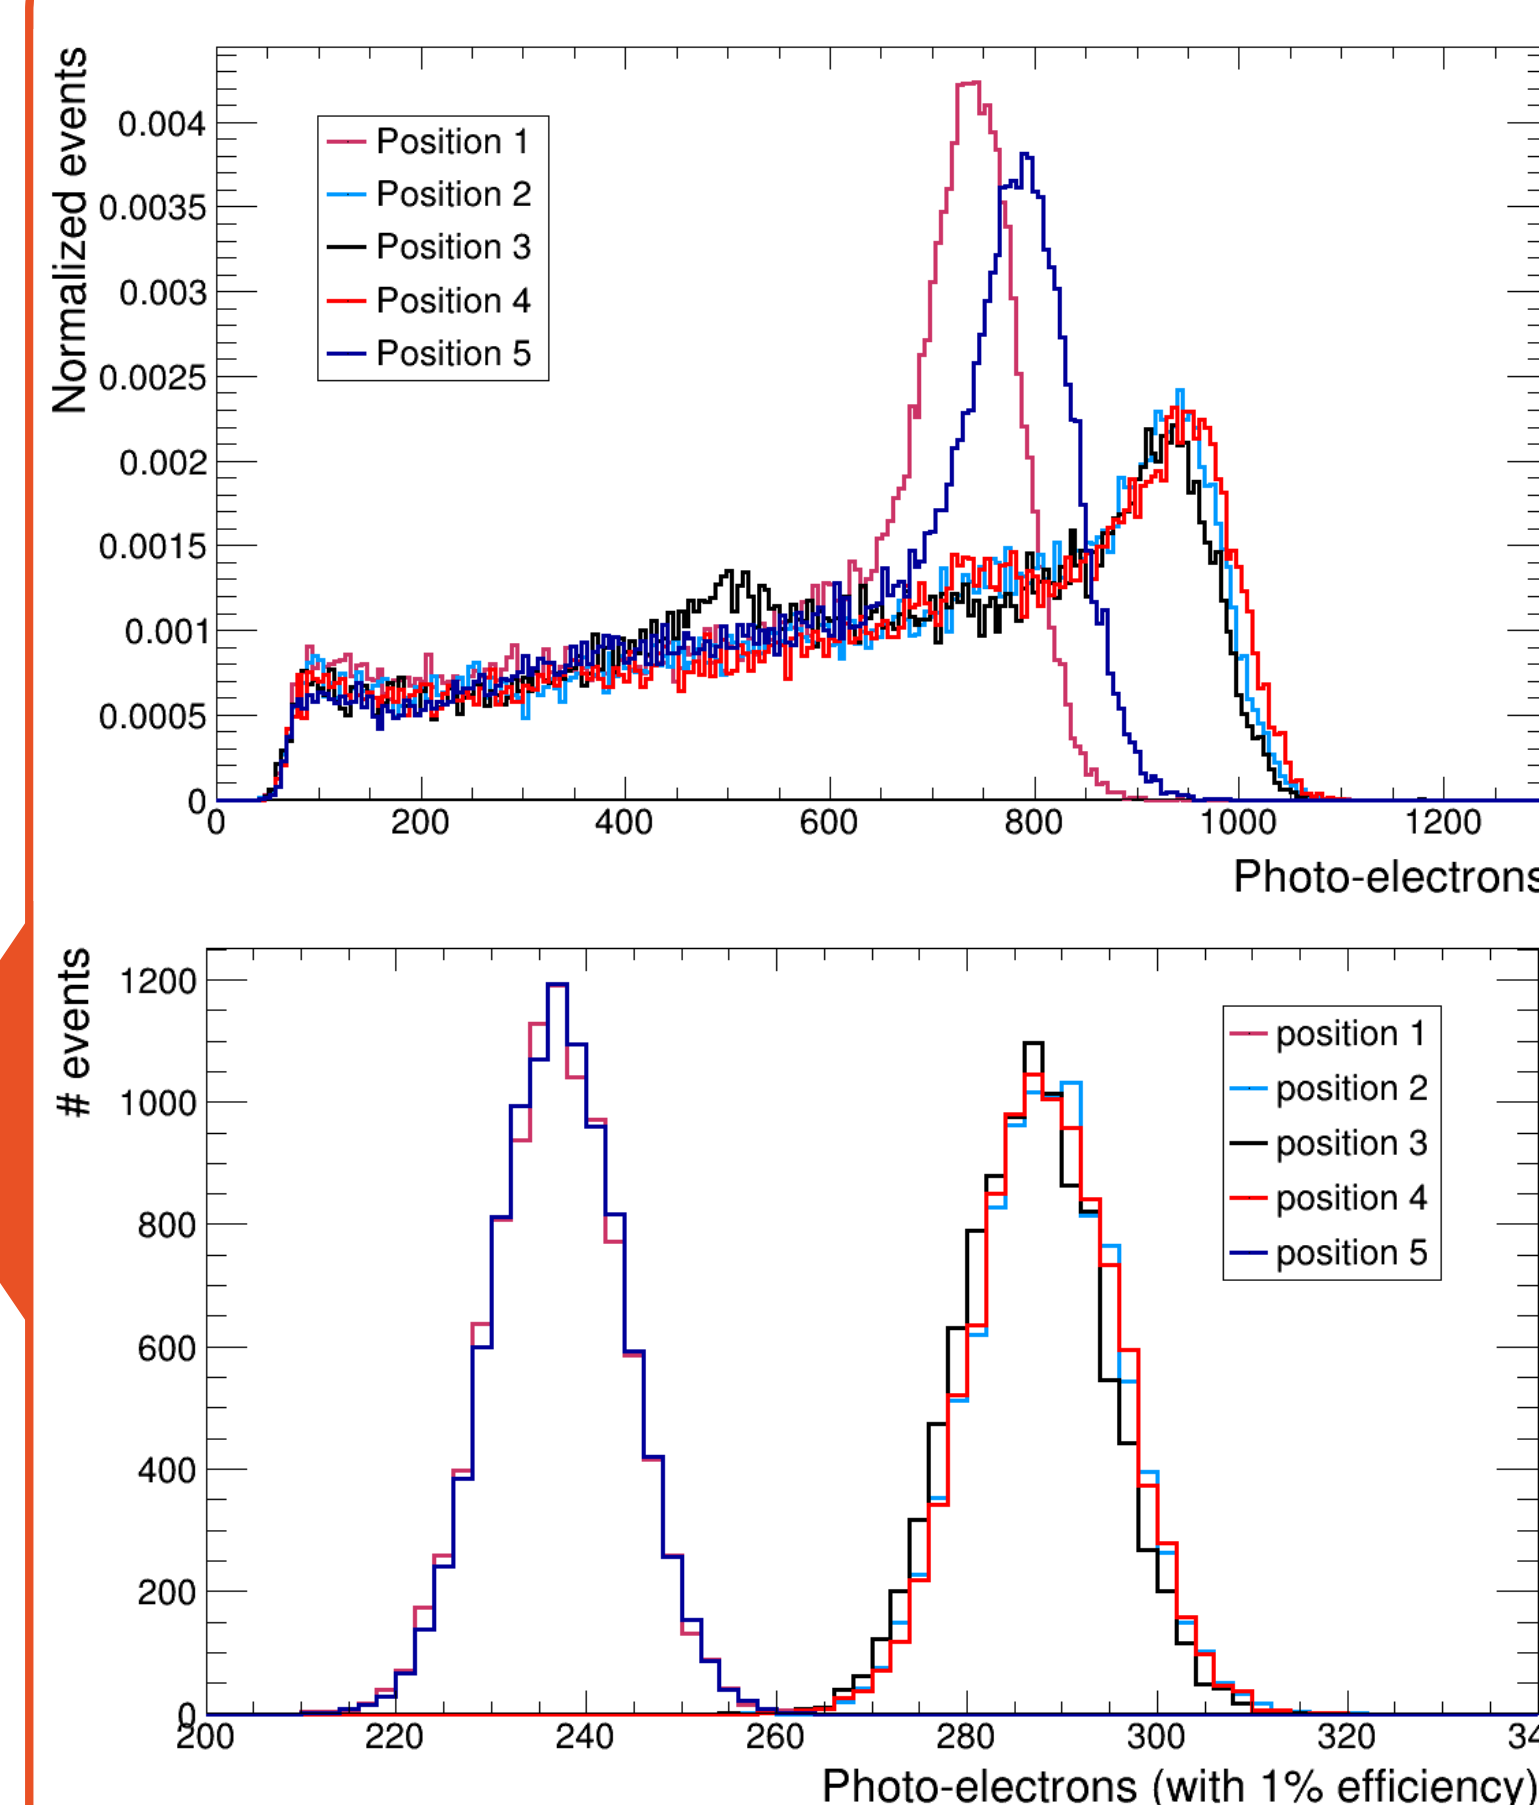 Normalized events
0.004
0.0035
0.003
0.0025
0.002
0.0015
0.001
0.0005
0
Position 1
Position 2
Position 3
Position 4
Position 5
0 200 400 600 800 1000 1200
Photo-electrons
# events
1200
1000
800
600
400
200
0
position 1
position 2
position 3
position 4
position 5
200 220 240 260 280 300 320 34
Photo-electrons (with 1% efficiency)